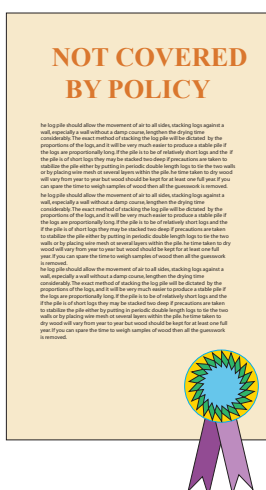 NOT COVERED
BY POLICY
he log pile should allow the movement of air to all sides, stacking logs against a
wall, especially a wall without a damp course, lengthen the drying time
considerably. The exact method of stacking the log pile will be dictated by the
proportions of the logs, and it will be very much easier to produce a stable pile if
the logs are proportionally long. If the pile is to be of relatively short logs and the if
the pile is of short logs they may be stacked two deep if precautions are taken to
stabilize the pile either by putting in periodic double length logs to tie the two walls
or by placing wire mesh ot several layers within the pile. he time taken to dry wood
will vary from year to year but wood should be kept for at least one full year. If you
can spare the time to weigh samples of wood then all the guesswork is removed.
he log pile should allow the movement of air to all sides, stacking logs against a
wall, especially a wall without a damp course, lengthen the drying time
considerably. The exact method of stacking the log pile will be dictated by the
proportions of the logs, and it will be very much easier to produce a stable pile if
the logs are proportionally long. If the pile is to be of relatively short logs and the
if the pile is of short logs they may be stacked two deep if precautions are taken
to stabilize the pile either by putting in periodic double length logs to tie the two
walls or by placing wire mesh ot several layers within the pile. he time taken to dry
wood will vary from year to year but wood should be kept for at least one full
year. If you can spare the time to weigh samples of wood then all the guesswork
is removed.
he log pile should allow the movement of air to all sides, stacking logs against a
wall, especially a wall without a damp course, lengthen the drying time
considerably. The exact method of stacking the log pile will be dictated by the
proportions of the logs, and it will be very much easier to produce a stable pile if
the logs are proportionally long. If the pile is to be of relatively short logs and the
if the pile is of short logs they may be stacked two deep if precautions are taken
to stabilize the pile either by putting in periodic double length logs to tie the two
walls or by placing wire mesh ot several layers within the pile. he time taken to
dry wood will vary from year to year but wood should be kept for at least one full
year. If you can spare the time to weigh samples of wood then all the guesswork
is removed.